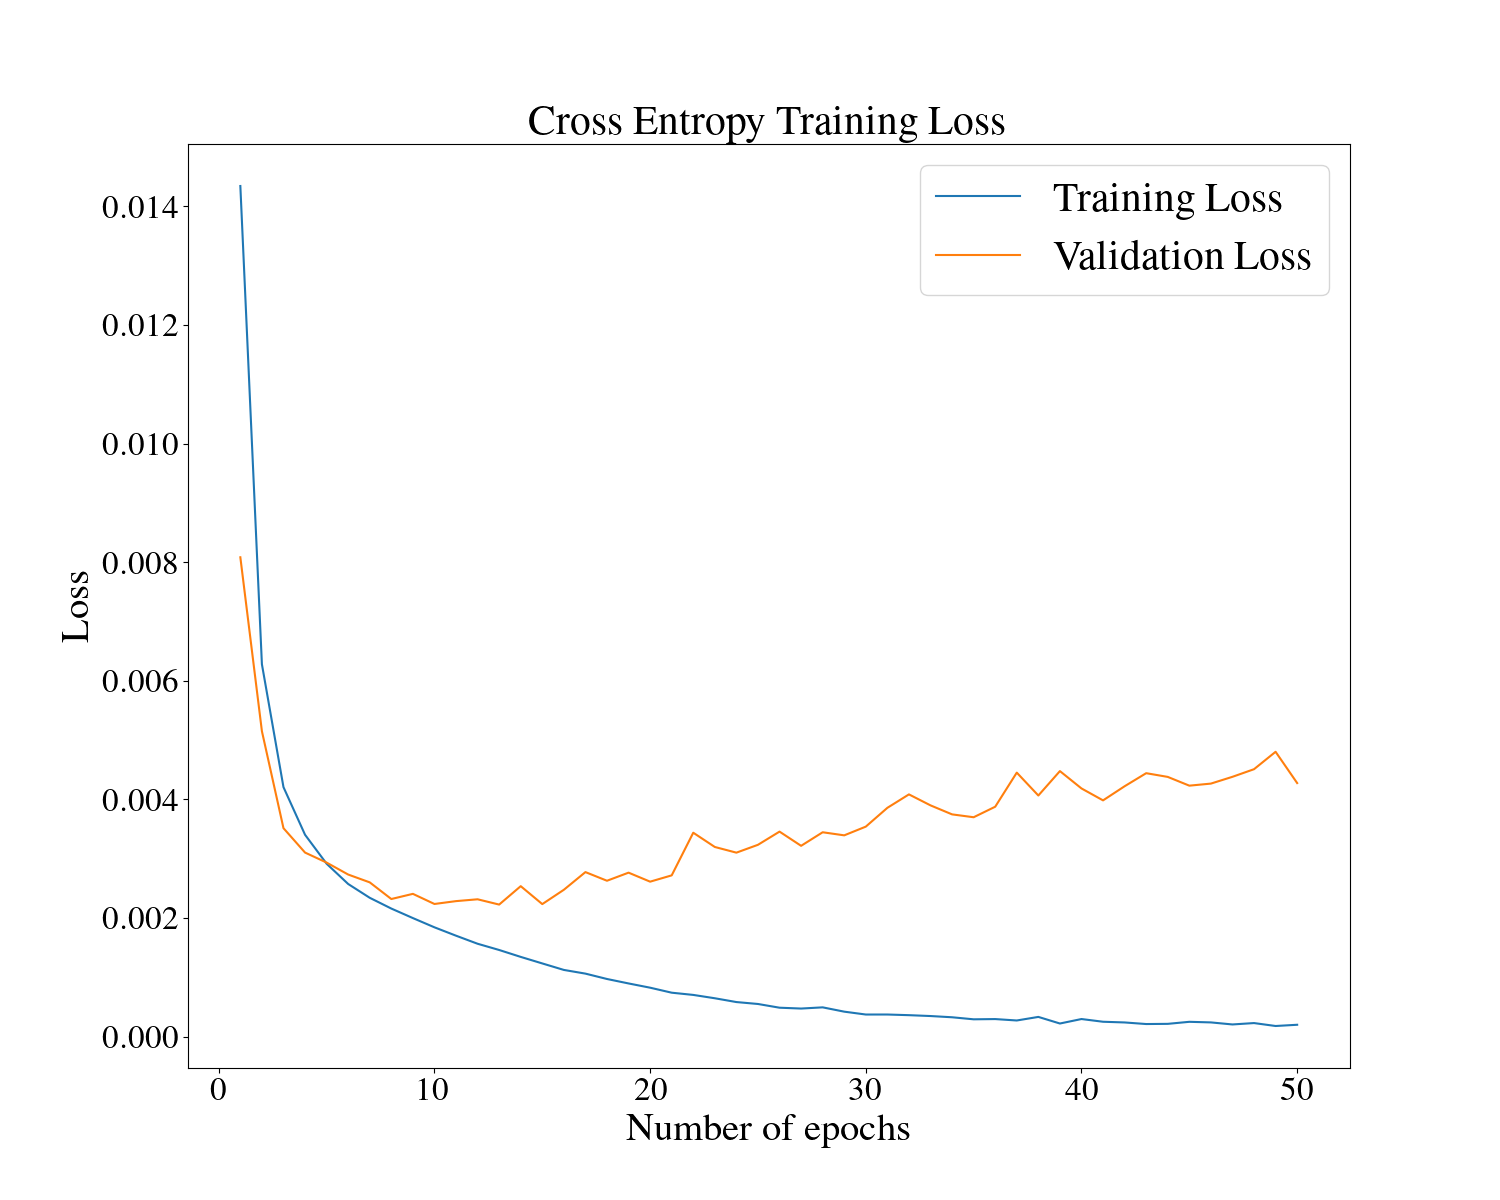 Cross Entropy Training Loss
Training Loss
Validation Loss
0.014
0.012
0.010
0.008
0.006
0.004
0.002
0.000
Loss
0 10 20 30 40 50
Number of epochs